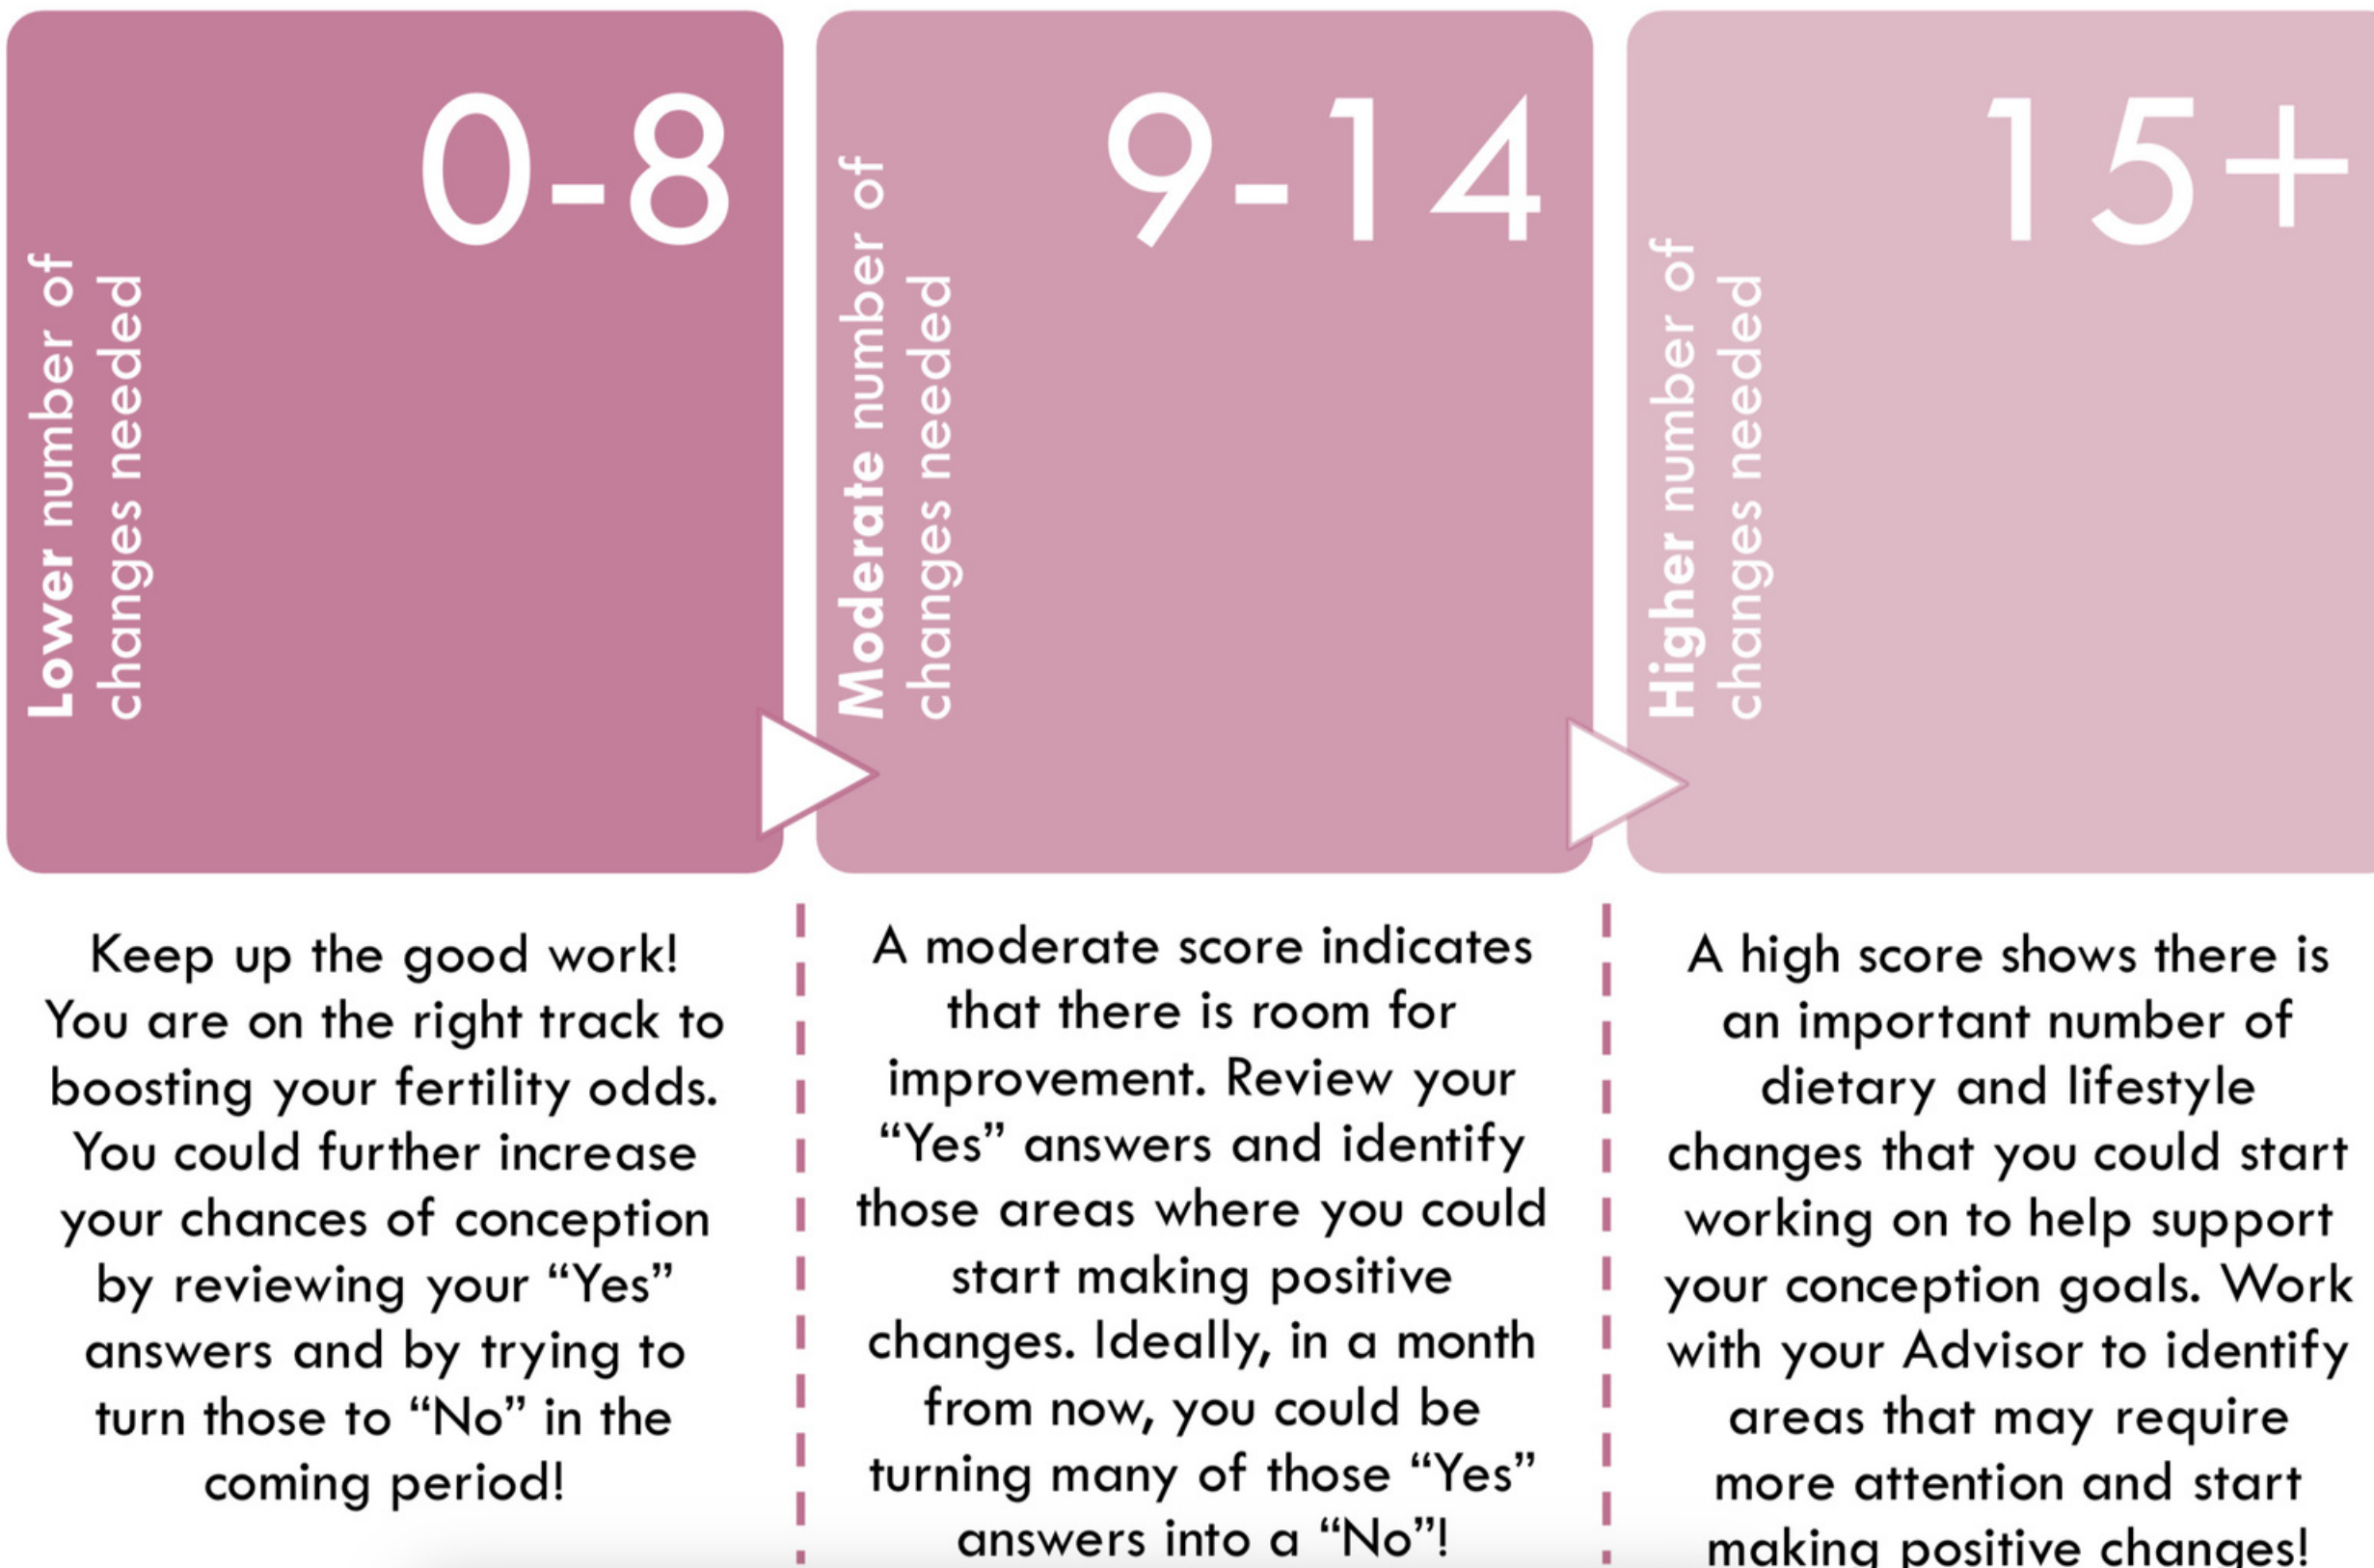 0-8
Lower number of
changes needed
9-14
Moderate number of
changes needed
15+
Higher number of
changes needed
Keep up the good work!
You are on the right track to
boosting your fertility odds.
You could further increase
your chances of conception
by reviewing your “Yes”
answers and by trying to
turn those to “No” in the
coming period!
A moderate score indicates
that there is room for
improvement. Review your
“Yes” answers and identify
those areas where you could
start making positive
changes. Ideally, in a month
from now, you could be
turning many of those “Yes”
answers into a “No”!
A high score shows there is
an important number of
dietary and lifestyle
changes that you could start
working on to help support
your conception goals. Work
with your Advisor to identify
areas that may require
more attention and start
making positive changes!